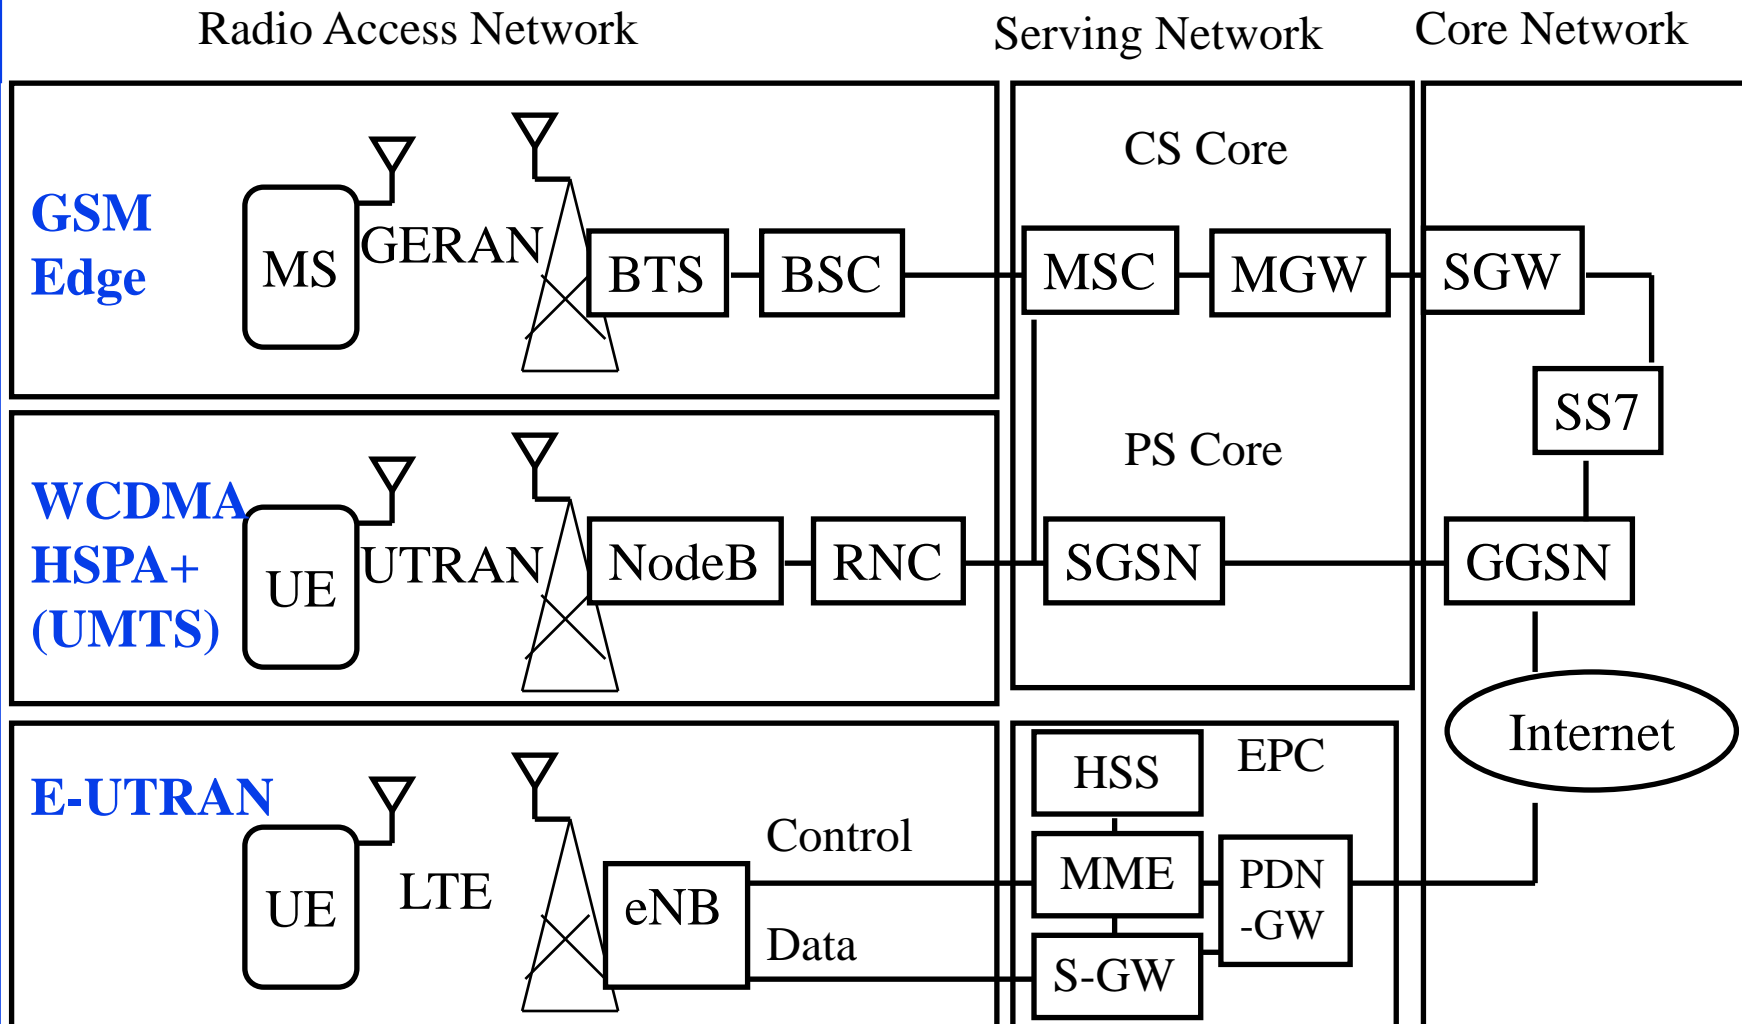 Radio Access Network
Serving Network
Core Network
GSM
Edge
MS
GERAN
BTS
BSC
CS Core
MSC
MGW
SGW
SS7
WCDMA
HSPA+
(UMTS)
UE
UTRAN
NodeB
RNC
PS Core
SGSN
GGSN
Internet
E-UTRAN
UE
LTE
eNB
Control
Data
HSS
EPC
MME
PDN
-GW
S-GW